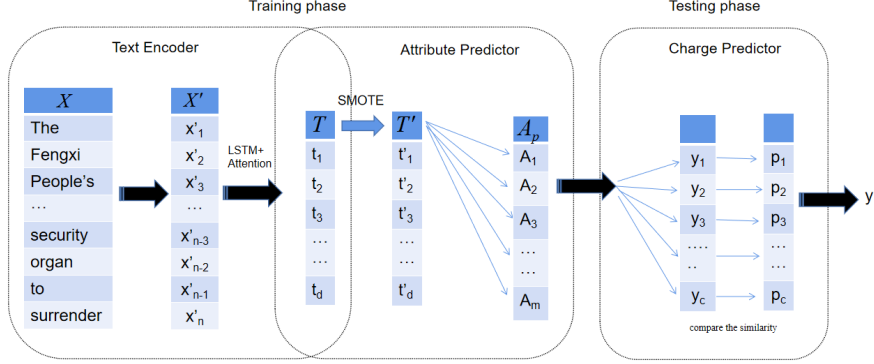 Training phase
Testing phase
Text Encoder
Attribute Predictor
Charge Predictor
X
The
Fengxi
People's
...
security
organ
to
surrender
X'
x'1
x'2
x'3
...
x'n-3
x'n-2
x'n-1
x'n
LSTM+
Attention
T
t1
t2
t3
...
...
td
SMOTE
T'
t'1
t'2
t'3
...
...
t'd
Ap
A1
A2
A3
...
...
Am
y1
y2
y3
....
..
yc
p1
p2
p3
...
..
pc
compare the similarity
y